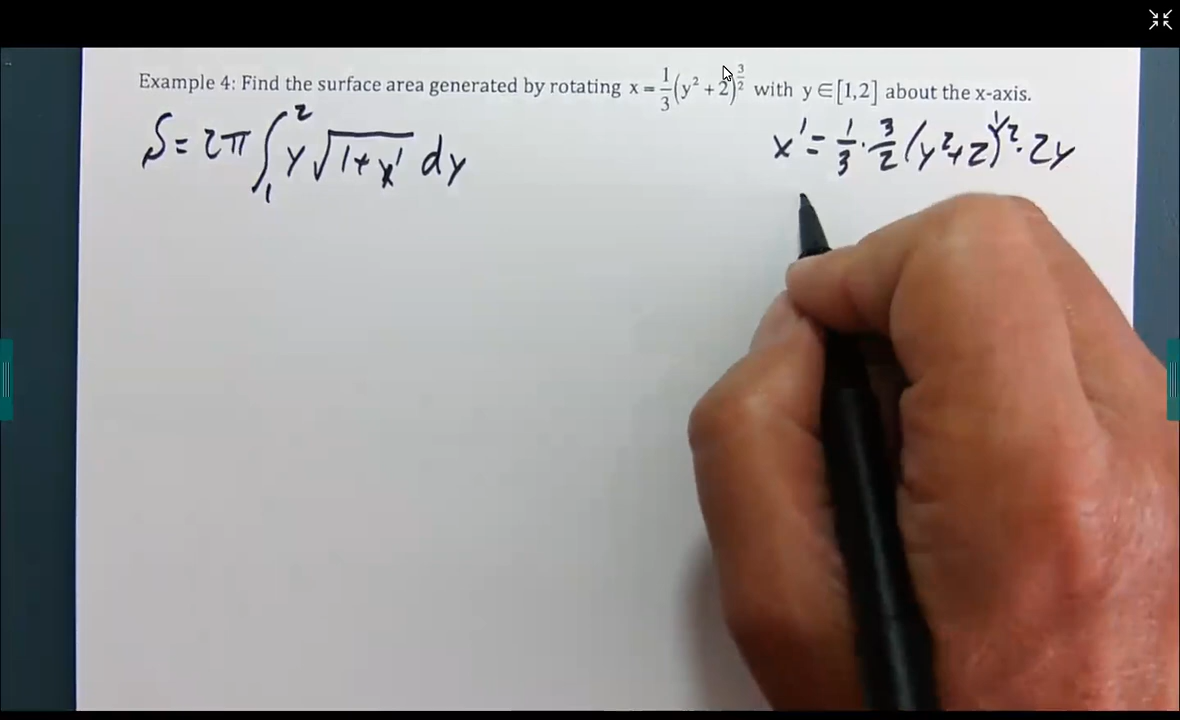 Example 4: Find the surface area generated by rotating x = 1/3 (y² + 2)^(3/2) with y ∈ [1,2] about the x-axis.
S = 2π ∫₁² y √(1 + x') dy
x' = 1/3 · 3/2 (y² + 2)^(1/2) · 2y